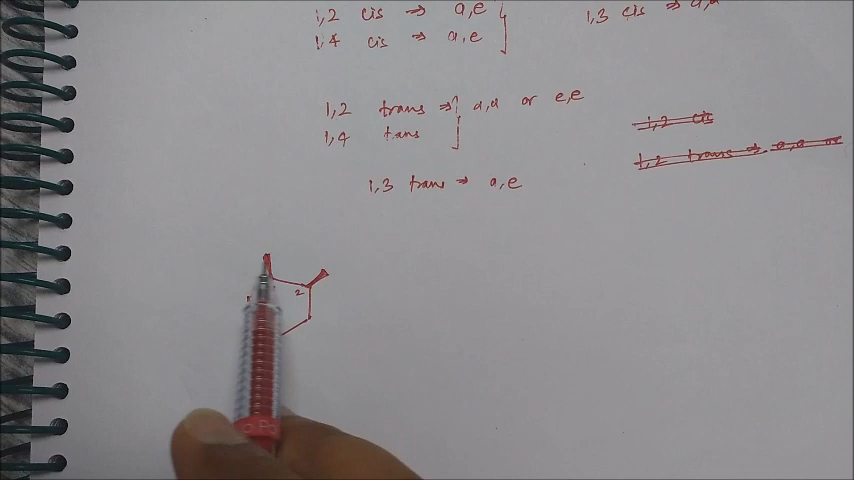 1,2 cis ⇒ a,e
1,3 cis ⇒ a,a
1,4 cis ⇒ a,e
1,2 trans ⇒ a,a or e,e
1,4 tans
1,2 cis
1,2 trans ⇒ a,a or
1,3 trans ⇒ a,e
2